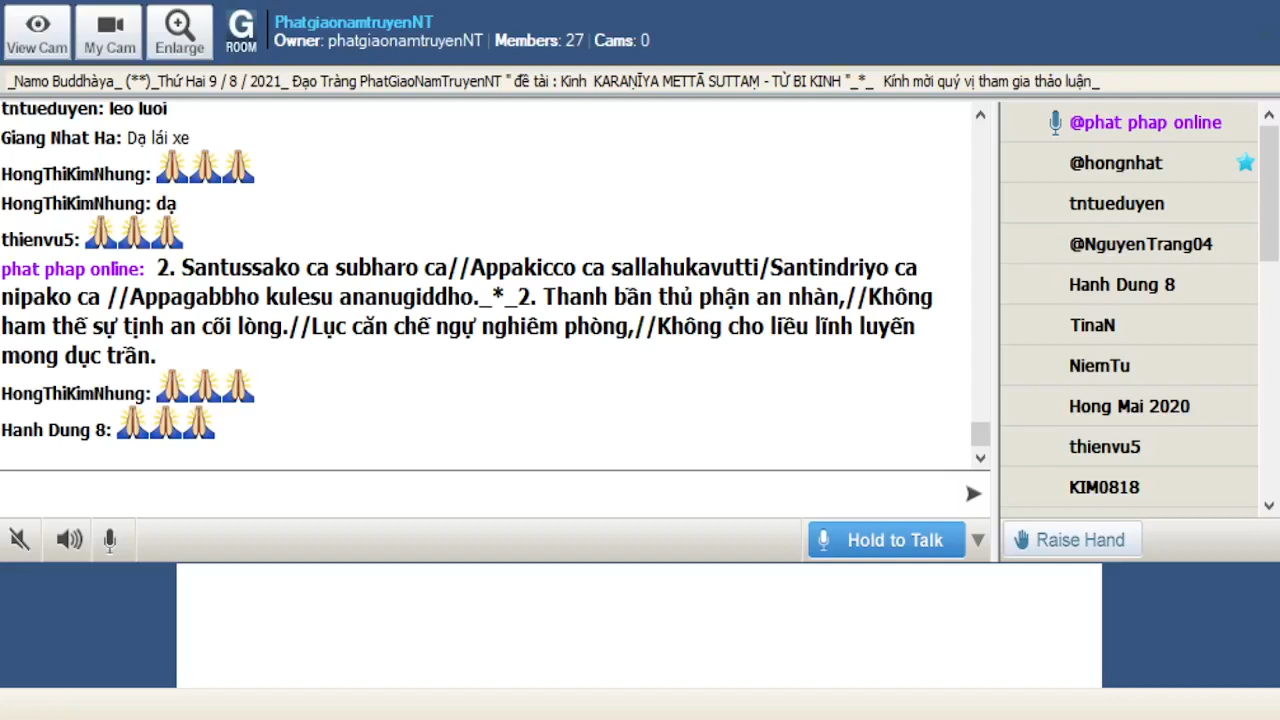 View Cam
My Cam
Enlarge
G
ROOM
PhatgiaonamtruyenNT
Owner: phatgiaonamtruyenNT | Members: 27 | Cams: 0
_Namo Buddhàya_ (**)_Thứ Hai 9 / 8 / 2021_ Đạo Tràng PhatGiaoNamTruyenNT " đề tài : Kinh KARAṆĪYA METTĀ SUTTAṂ - TỪ BI KINH "_*_ Kính mời quý vị tham gia thảo luận_
tntueduyen: leo luoi
Giang Nhat Ha: Dạ lái xe
HongThiKimNhung:
HongThiKimNhung: dạ
thienvu5:
phat phap online: 2. Santussako ca subharo ca//Appakicco ca sallahukavutti/Santindriyo ca
nipako ca //Appagabbho kulesu ananugiddho._*_2. Thanh bần thủ phận an nhàn,//Không
ham thế sự tịnh an cõi lòng.//Lục căn chế ngự nghiêm phòng,//Không cho liều lĩnh luyến
mong dục trần.
HongThiKimNhung:
Hanh Dung 8:
@phat phap online
@hongnhat
tntueduyen
@NguyenTrang04
Hanh Dung 8
TinaN
NiemTu
Hong Mai 2020
thienvu5
KIM0818
Hold to Talk
Raise Hand